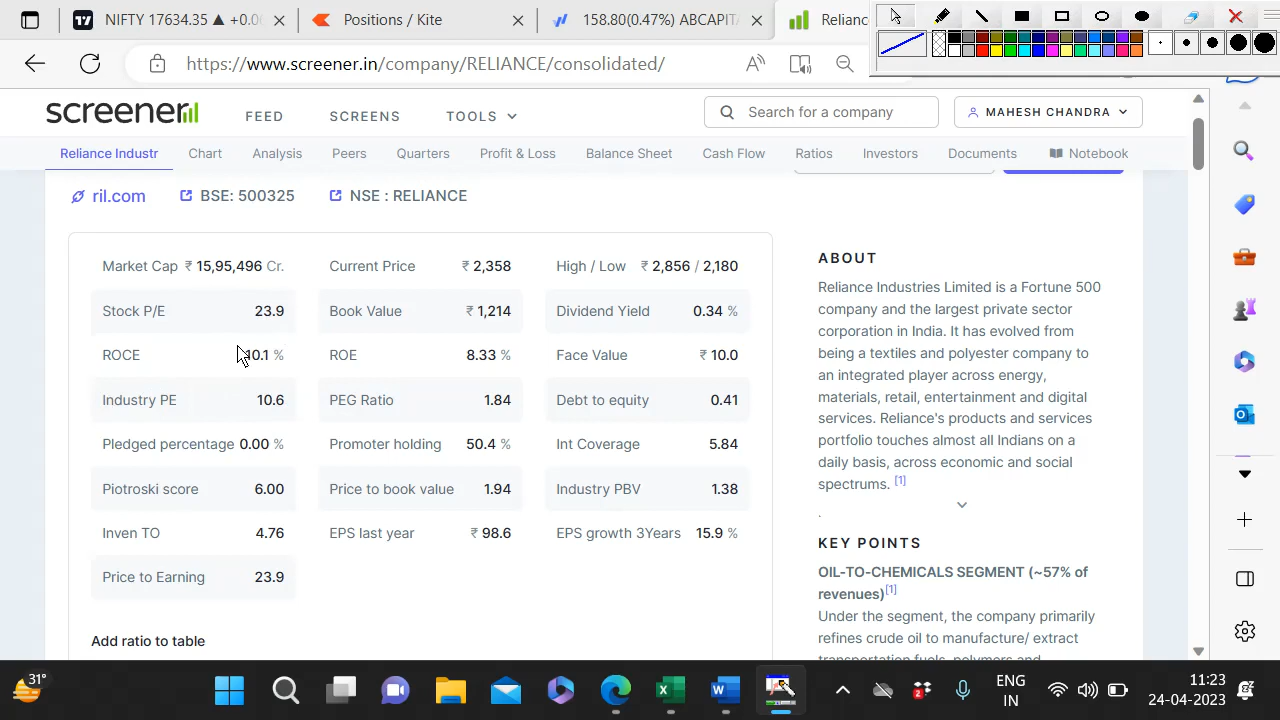 NIFTY 17634.35 ▲ +0.0
Positions / Kite
158.80(0.47%) ABCAPITA
Reliance
https://www.screener.in/company/RELIANCE/consolidated/
screener
FEED
SCREENS
TOOLS
Search for a company
MAHESH CHANDRA
Reliance Industr
Chart
Analysis
Peers
Quarters
Profit & Loss
Balance Sheet
Cash Flow
Ratios
Investors
Documents
Notebook
ril.com
BSE: 500325
NSE : RELIANCE
Market Cap ₹ 15,95,496 Cr.
Current Price ₹ 2,358
High / Low ₹ 2,856 / 2,180
Stock P/E 23.9
Book Value ₹ 1,214
Dividend Yield 0.34 %
ROCE 10.1 %
ROE 8.33 %
Face Value ₹ 10.0
Industry PE 10.6
PEG Ratio 1.84
Debt to equity 0.41
Pledged percentage 0.00 %
Promoter holding 50.4 %
Int Coverage 5.84
Piotroski score 6.00
Price to book value 1.94
Industry PBV 1.38
Inven TO 4.76
EPS last year ₹ 98.6
EPS growth 3Years 15.9 %
Price to Earning 23.9
Add ratio to table
ABOUT
Reliance Industries Limited is a Fortune 500
company and the largest private sector
corporation in India. It has evolved from
being a textiles and polyester company to
an integrated player across energy,
materials, retail, entertainment and digital
services. Reliance's products and services
portfolio touches almost all Indians on a
daily basis, across economic and social
spectrums. [1]
.
KEY POINTS
OIL-TO-CHEMICALS SEGMENT (~57% of
revenues)[1]
Under the segment, the company primarily
refines crude oil to manufacture/ extract
transportation fuels, polymers and
31°
ENG
IN
11:23
24-04-2023